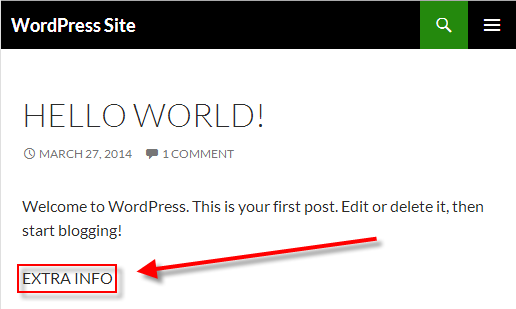 WordPress Site
HELLO WORLD!
MARCH 27, 2014 1 COMMENT
Welcome to WordPress. This is your first post. Edit or delete it, then
start blogging!
EXTRA INFO